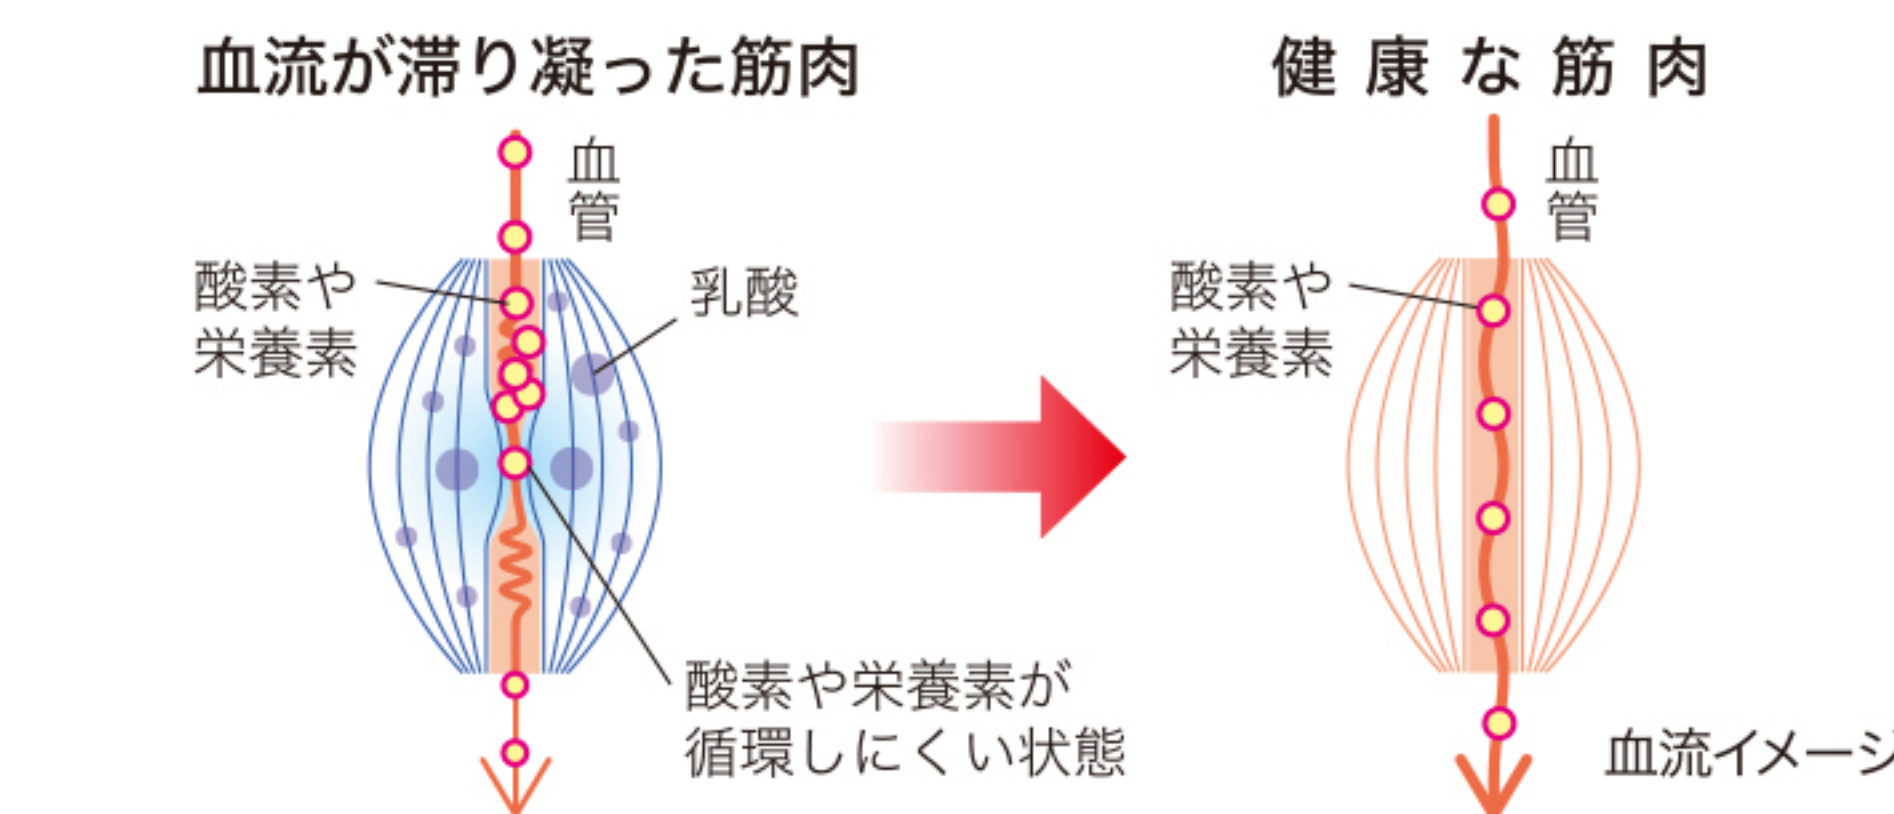 血流が滞り凝った筋肉
血管
酸素や
栄養素
乳酸
酸素や栄養素が
循環しにくい状態
健康な筋肉
血管
酸素や
栄養素
血流イメージ